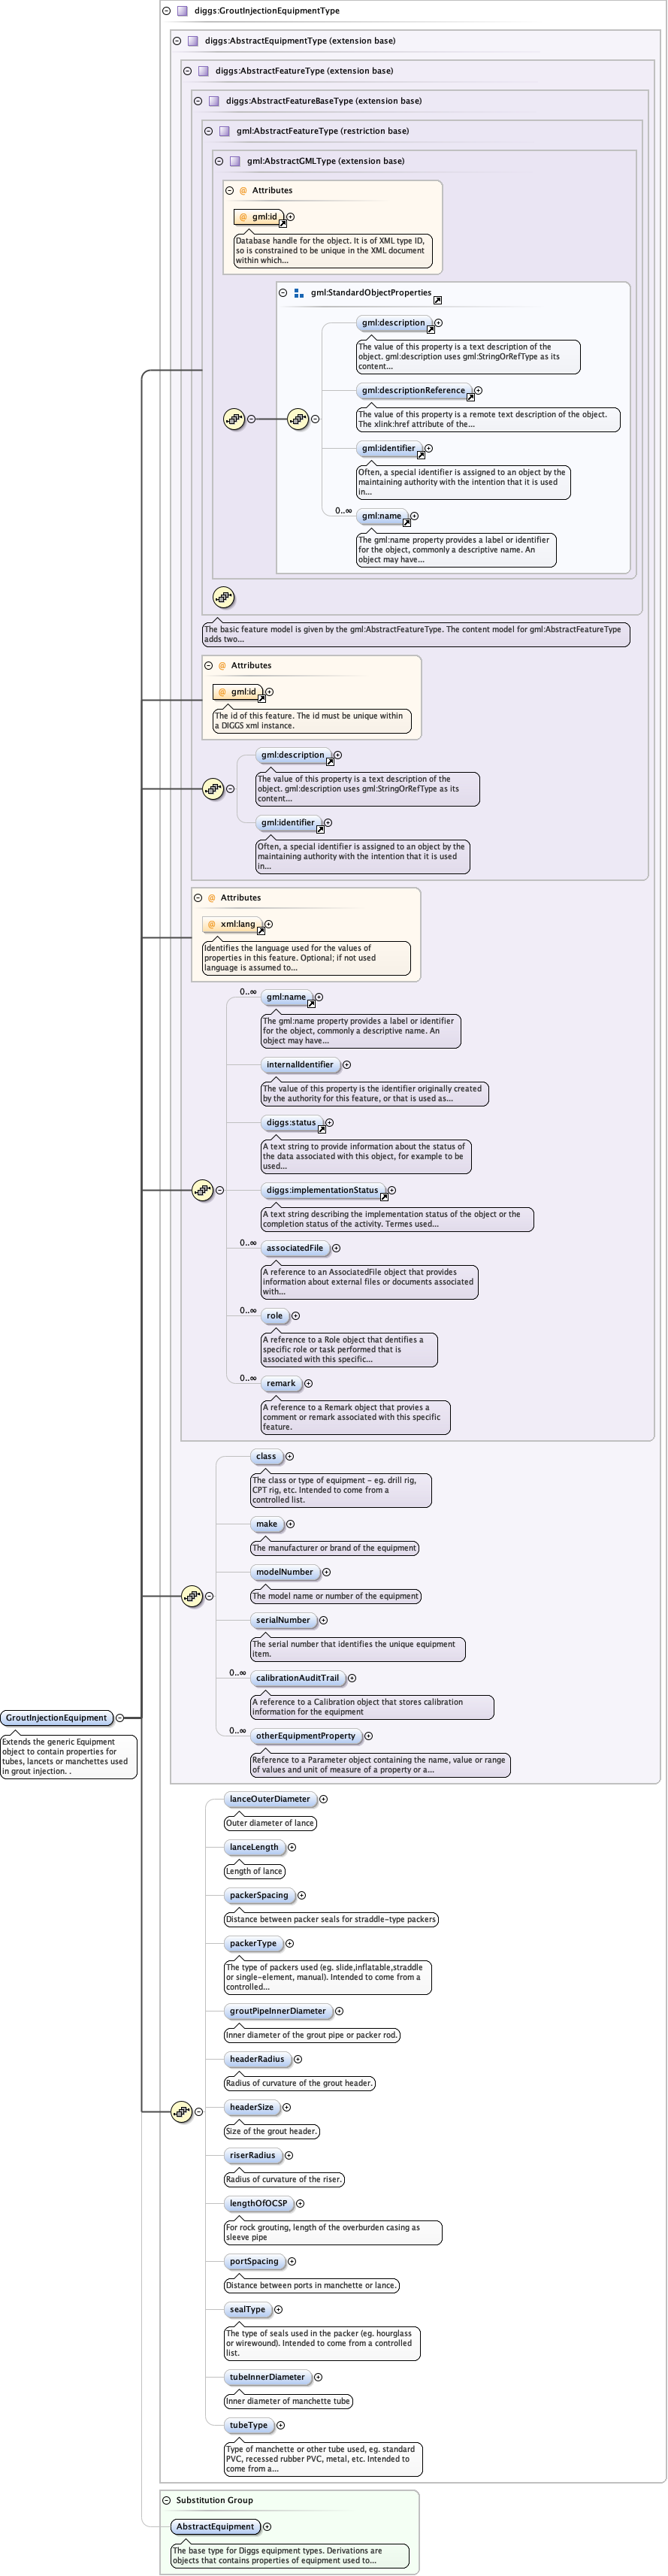 diggs:GroutInjectionEquipmentType
diggs:AbstractEquipmentType (extension base)
diggs:AbstractFeatureType (extension base)
diggs:AbstractFeatureBaseType (extension base)
gml:AbstractFeatureType (restriction base)
gml:AbstractGMLType (extension base)
@ Attributes
@ gml:id
Database handle for the object. It is of XML type ID,
so is constrained to be unique in the XML document
within which...
gml:StandardObjectProperties
gml:description
The value of this property is a text description of the
object. gml:description uses gml:StringOrRefType as its
content...
gml:descriptionReference
The value of this property is a remote text description of the object.
The xlink:href attribute of the...
gml:identifier
Often, a special identifier is assigned to an object by the
maintaining authority with the intention that it is used
in...
0..∞
gml:name
The gml:name property provides a label or identifier
for the object, commonly a descriptive name. An
object may have...
The basic feature model is given by the gml:AbstractFeatureType. The content model for gml:AbstractFeatureType
adds two...
@ Attributes
@ gml:id
The id of this feature. The id must be unique within
a DIGGS xml instance.
gml:description
The value of this property is a text description of the
object. gml:description uses gml:StringOrRefType as its
content...
gml:identifier
Often, a special identifier is assigned to an object by the
maintaining authority with the intention that it is used
in...
@ Attributes
@ xml:lang
Identifies the language used for the values of
properties in this feature. Optional; if not used
language is assumed to...
0..∞
gml:name
The gml:name property provides a label or identifier
for the object, commonly a descriptive name. An
object may have...
internalIdentifier
The value of this property is the identifier originally created
by the authority for this feature, or that is used as...
diggs:status
A text string to provide information about the status of
the data associated with this object, for example to be
used...
diggs:implementationStatus
A text string describing the implementation status of the object or the
completion status of the activity. Termes used...
0..∞
associatedFile
A reference to an AssociatedFile object that provides
information about external files or documents associated
with...
0..∞
role
A reference to a Role object that dentifies a
specific role or task performed that is
associated with this specific...
0..∞
remark
A reference to a Remark object that provies a
comment or remark associated with this specific
feature.
class
The class or type of equipment - eg. drill rig,
CPT rig, etc. Intended to come from a
controlled list.
make
The manufacturer or brand of the equipment
modelNumber
The model name or number of the equipment
serialNumber
The serial number that identifies the unique equipment
item.
0..∞
calibrationAuditTrail
A reference to a Calibration object that stores calibration
information for the equipment
0..∞
otherEquipmentProperty
Reference to a Parameter object containing the name, value or range
of values and unit of measure of a property or a...
GroutInjectionEquipment
Extends the generic Equipment
object to contain properties for
tubes, lancets or manchettes used
in grout injection. .
lanceOuterDiameter
Outer diameter of lance
lanceLength
Length of lance
packerSpacing
Distance between packer seals for straddle-type packers
packerType
The type of packers used (eg. slide,inflatable,straddle
or single-element, manual). Intended to come from a
controlled...
groutPipeInnerDiameter
Inner diameter of the grout pipe or packer rod.
headerRadius
Radius of curvature of the grout header.
headerSize
Size of the grout header.
riserRadius
Radius of curvature of the riser.
lengthOfOCSP
For rock grouting, length of the overburden casing as
sleeve pipe
portSpacing
Distance between ports in manchette or lance.
sealType
The type of seals used in the packer (eg. hourglass
or wirewound). Intended to come from a controlled
list.
tubeInnerDiameter
Inner diameter of manchette tube
tubeType
Type of manchette or other tube used, eg. standard
PVC, recessed rubber PVC, metal, etc. Intended to
come from a...
Substitution Group
AbstractEquipment
The base type for Diggs equipment types. Derivations are
objects that contains properties of equipment used to...